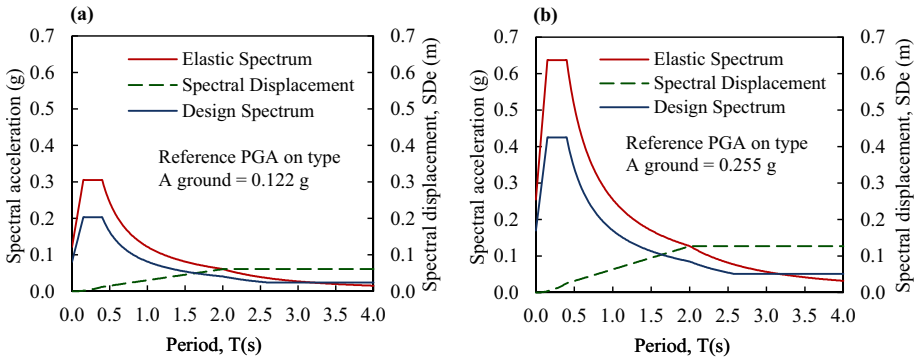 (a)
0.7
0.6
0.5
0.4
0.3
0.2
0.1
0.0
Spectral acceleration (g)
Elastic Spectrum
Spectral Displacement
Design Spectrum
Reference PGA on type
A ground = 0.122 g
0.7
0.6
0.5
0.4
0.3
0.2
0.1
0.0
Spectral displacement, SDe (m)
0.0 0.5 1.0 1.5 2.0 2.5 3.0 3.5 4.0
Period, T(s)
(b)
0.7
0.6
0.5
0.4
0.3
0.2
0.1
0.0
Spectral acceleration (g)
Elastic Spectrum
Spectral Displacement
Design Spectrum
Reference PGA on type
A ground = 0.255 g
0.7
0.6
0.5
0.4
0.3
0.2
0.1
0.0
Spectral displacement, SDe (m)
0.0 0.5 1.0 1.5 2.0 2.5 3.0 3.5 4.0
Period, T(s)